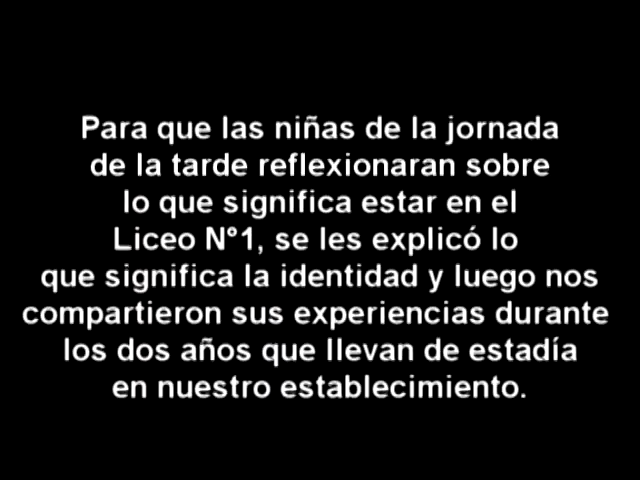 Para que las niñas de la jornada
de la tarde reflexionaran sobre
lo que significa estar en el
Liceo N°1, se les explicó lo
que significa la identidad y luego nos
compartieron sus experiencias durante
los dos años que llevan de estadía
en nuestro establecimiento.